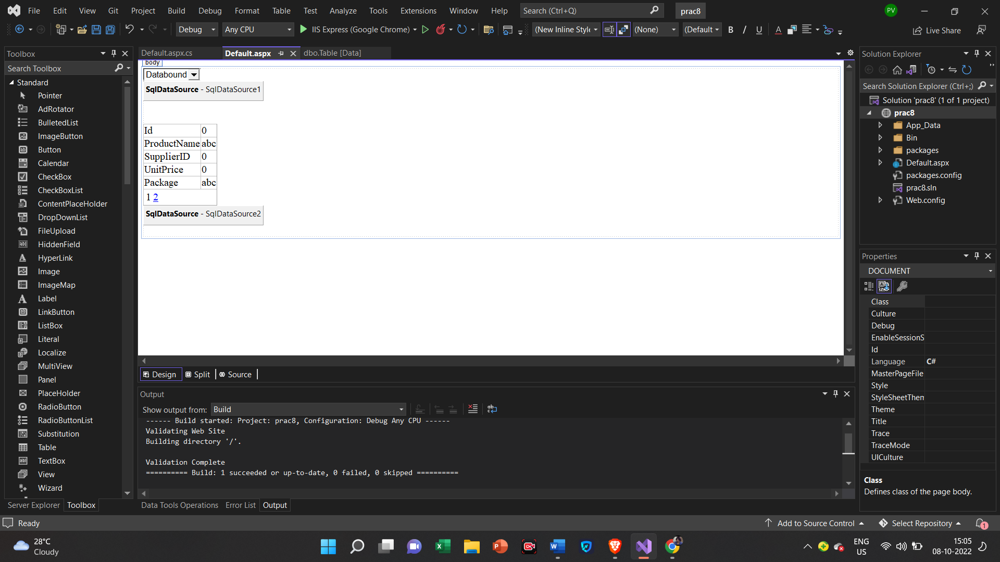 File Edit View Git Project Build Debug Format Table Test Analyze Tools Extensions Window Help Search (Ctrl+Q) prac8 PV
Debug Any CPU IIS Express (Google Chrome) (New Inline Style (None) (Default B I U A Live Share
Toolbox
Search Toolbox
Standard
Pointer
AdRotator
BulletedList
ImageButton
Button
Calendar
CheckBox
CheckBoxList
ContentPlaceHolder
DropDownList
FileUpload
HiddenField
HyperLink
Image
ImageMap
Label
LinkButton
ListBox
Literal
Localize
MultiView
Panel
PlaceHolder
RadioButton
RadioButtonList
Substitution
Table
TextBox
View
Wizard
Server Explorer Toolbox
Default.aspx.cs Default.aspx dbo.Table [Data]
body
Databound
SqlDataSource - SqlDataSource1
Id 0
ProductName abc
SupplierID 0
UnitPrice 0
Package abc
1 2
SqlDataSource - SqlDataSource2
Design Split Source
Output
Show output from: Build
------ Build started: Project: prac8, Configuration: Debug Any CPU ------
Validating Web Site
Building directory '/'.
Validation Complete
========== Build: 1 succeeded or up-to-date, 0 failed, 0 skipped ==========
Data Tools Operations Error List Output
Solution Explorer
Search Solution Explorer (Ctrl+;)
Solution 'prac8' (1 of 1 project)
prac8
App_Data
Bin
packages
Default.aspx
packages.config
prac8.sln
Web.config
Properties
DOCUMENT
Class
Culture
Debug
EnableSessionS
Id
Language C#
MasterPageFile
Style
StyleSheetThem
Theme
Title
Trace
TraceMode
UICulture
Class
Defines class of the page body.
Ready Add to Source Control Select Repository 1
28°C
Cloudy
ENG
US
15:05
08-10-2022